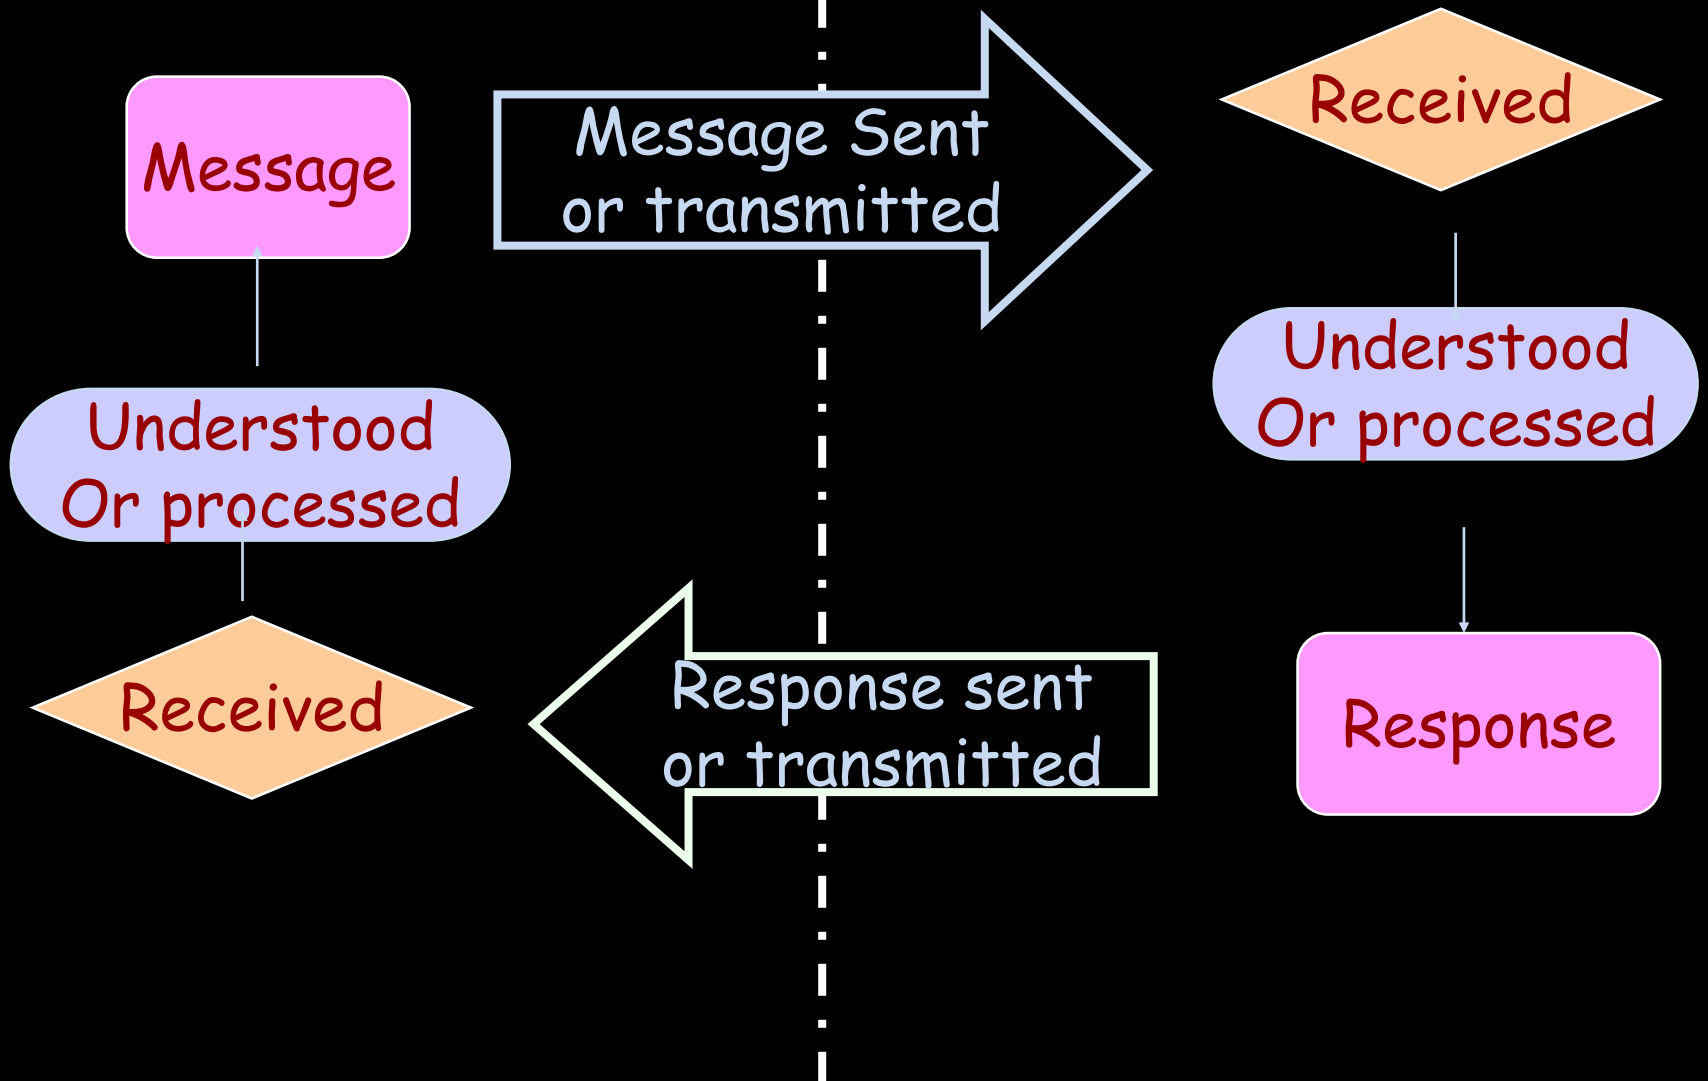 Message
Message Sent
or transmitted
Received
Understood
Or processed
Understood
Or processed
Received
Response sent
or transmitted
Response